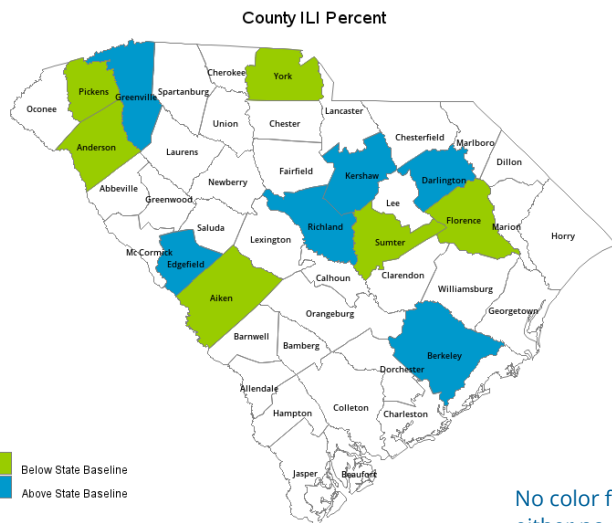 County ILI Percent
Cherokee
York
Pickens
Spartanburg
Greenville
Oconee
Lancaster
Union
Chester
Chesterfield
Marlboro
Anderson
Laurens
Dillon
Fairfield
Kershaw
Darlington
Newberry
Abbeville
Greenwood
Lee
Florence
Saluda
Richland
Marion
Horry
Lexington
Sumter
McCormick
Edgefield
Calhoun
Clarendon
Williamsburg
Aiken
Orangeburg
Georgetown
Barnwell
Bamberg
Berkeley
Dorchester
Allendale
Hampton
Colleton
Charleston
Jasper
Beaufort
Below State Baseline
Above State Baseline
No color f